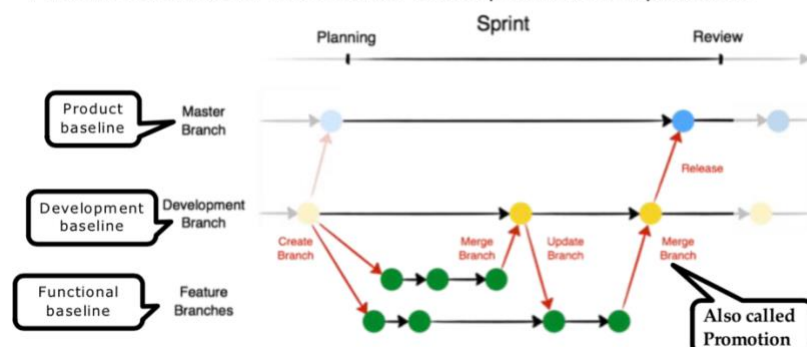 Sprint
Planning
Review
Product
baseline
Master
Branch
Release
Development
baseline
Development
Branch
Create
Branch
Merge
Branch
Update
Branch
Merge
Branch
Functional
baseline
Feature
Branches
Also called
Promotion